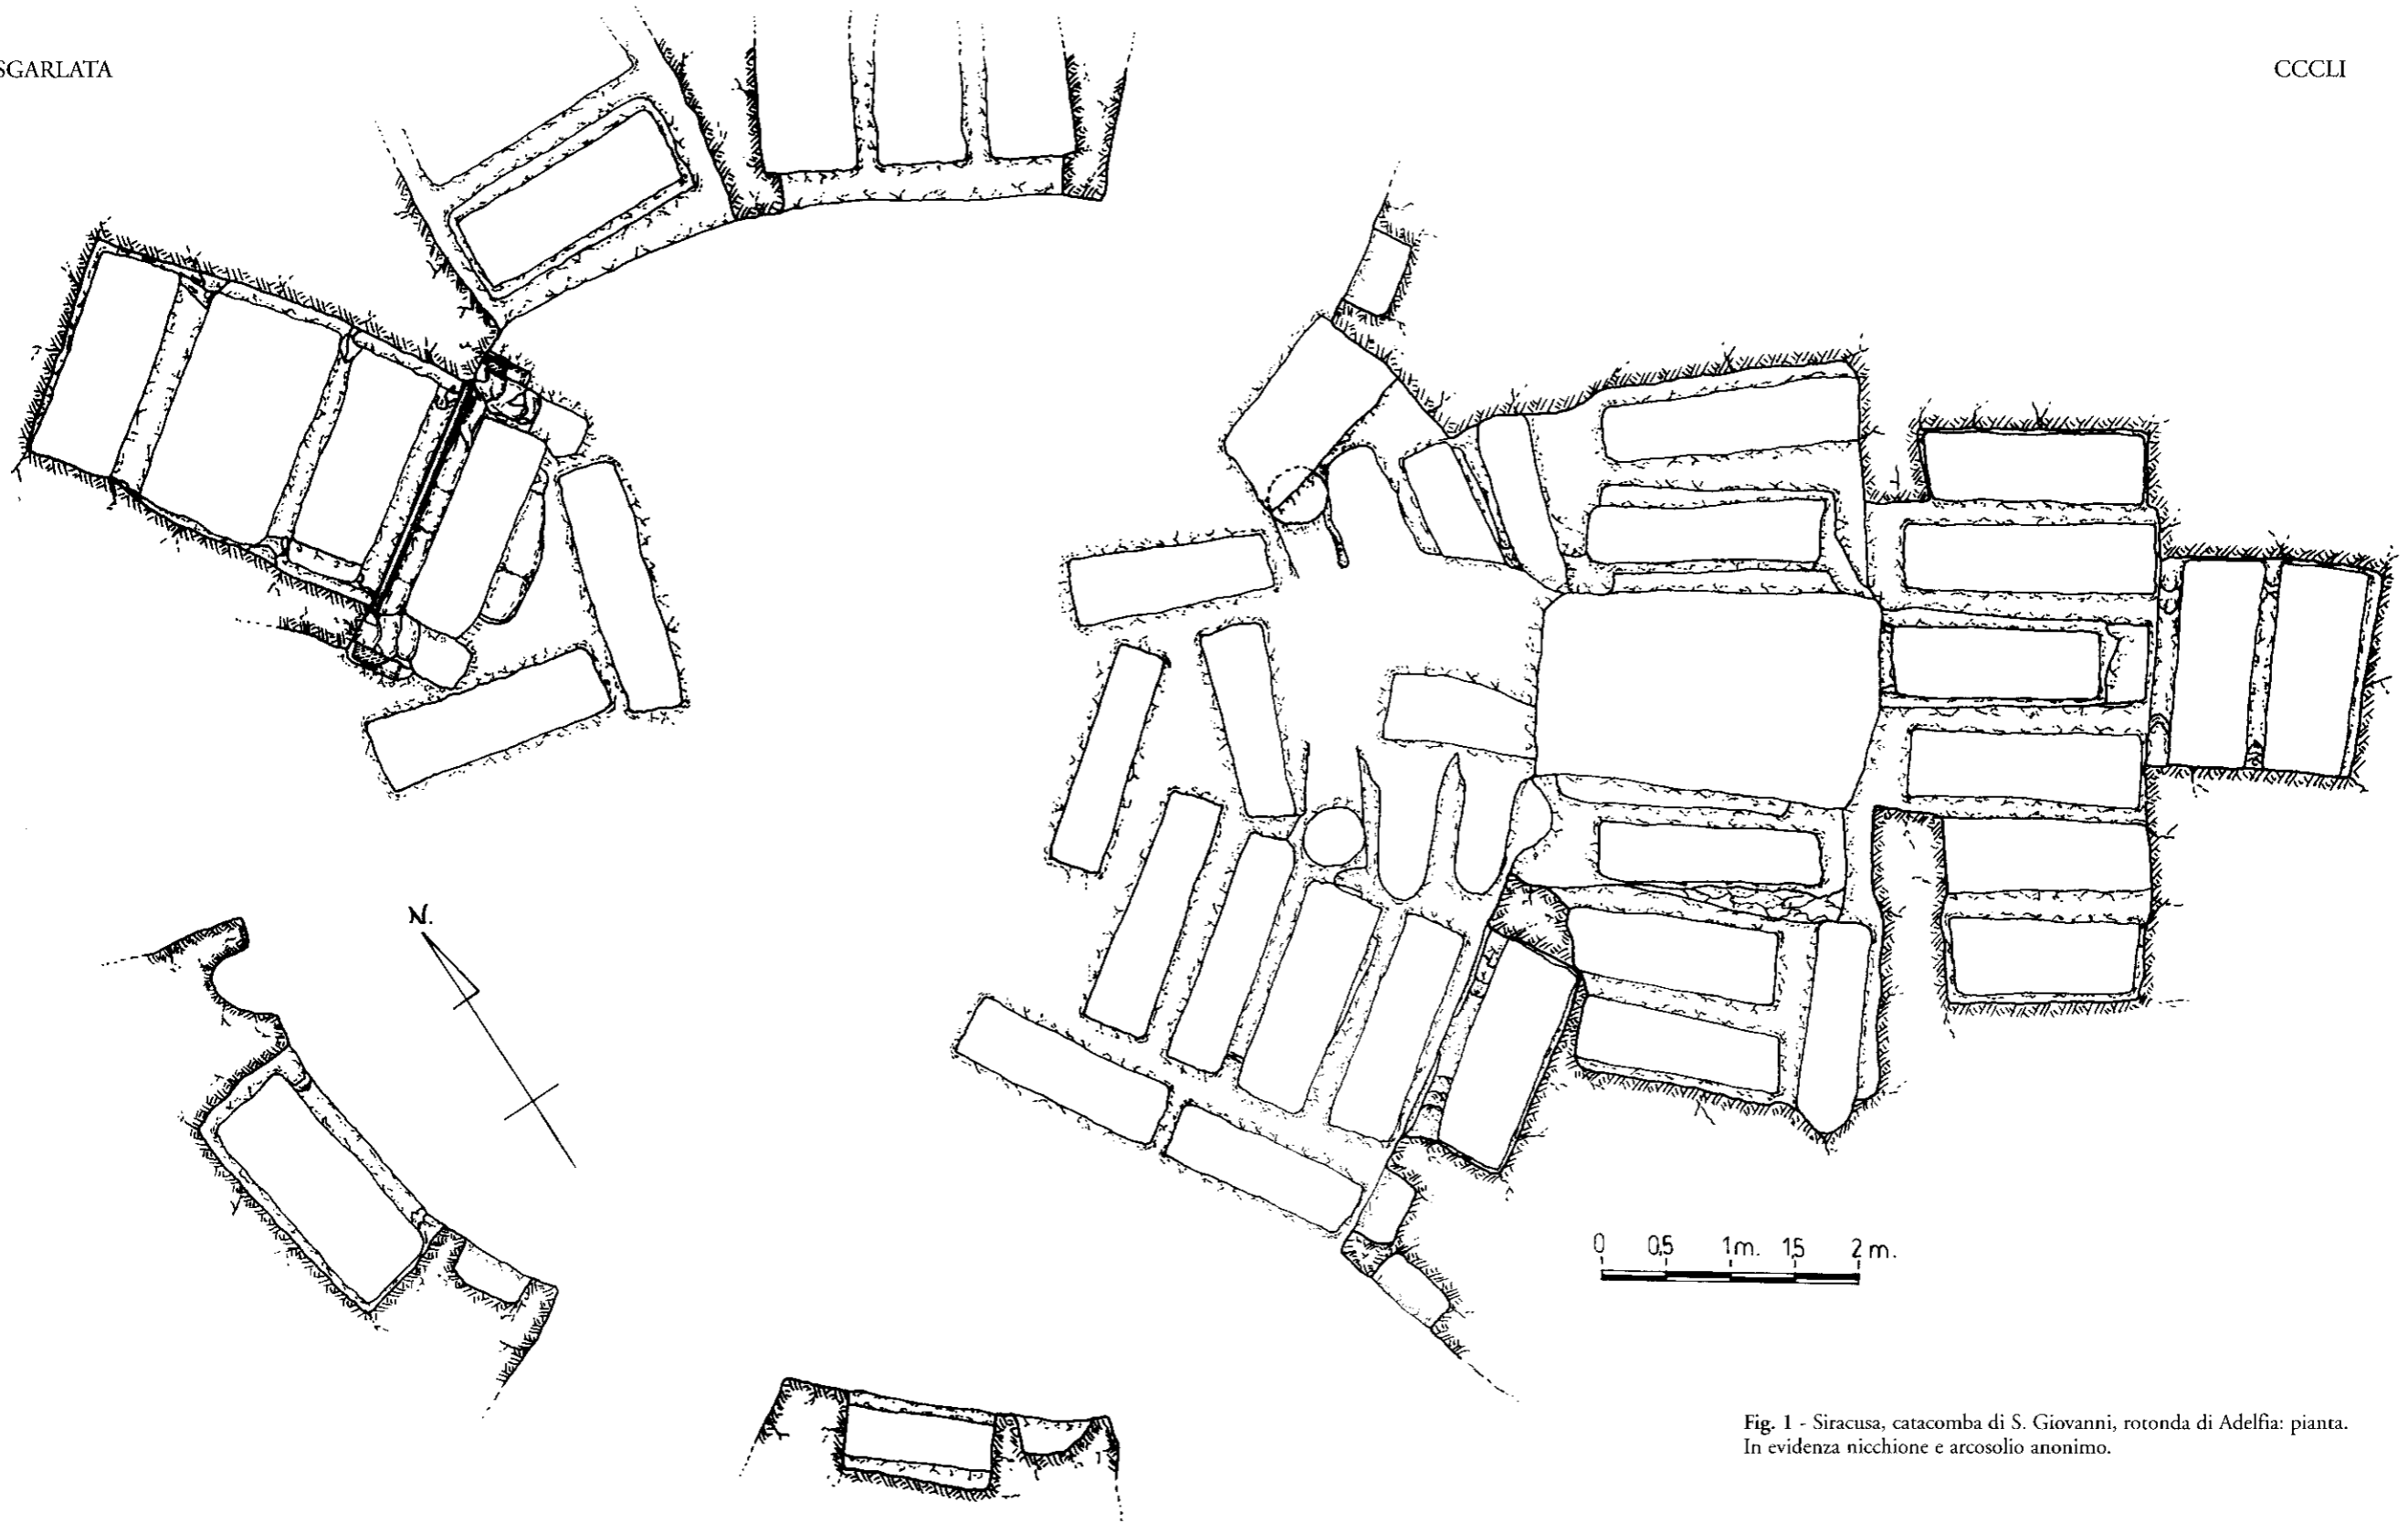 SGARLATA
CCCLI
N.
0 0,5 1m. 1,5 2 m.
Fig. 1 - Siracusa, catacomba di S. Giovanni, rotonda di Adelfia: pianta.
In evidenza nicchione e arcosolio anonimo.